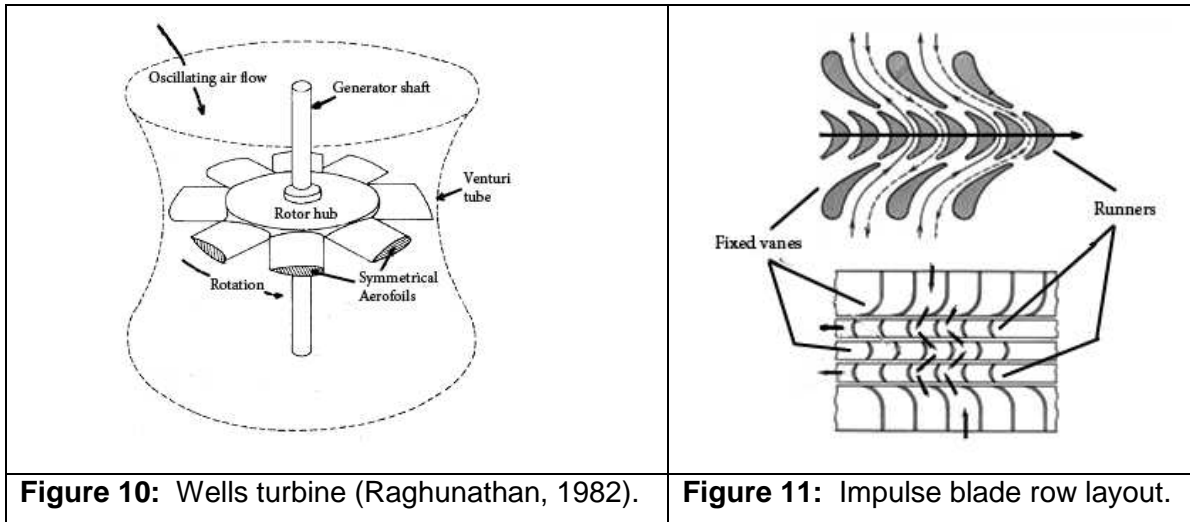 Oscillating air flow
Generator shaft
Venturi
tube
Rotor hub
Symmetrical
Aerofoils
Rotation
Fixed vanes
Runners
Figure 10: Wells turbine (Raghunathan, 1982).
Figure 11: Impulse blade row layout.